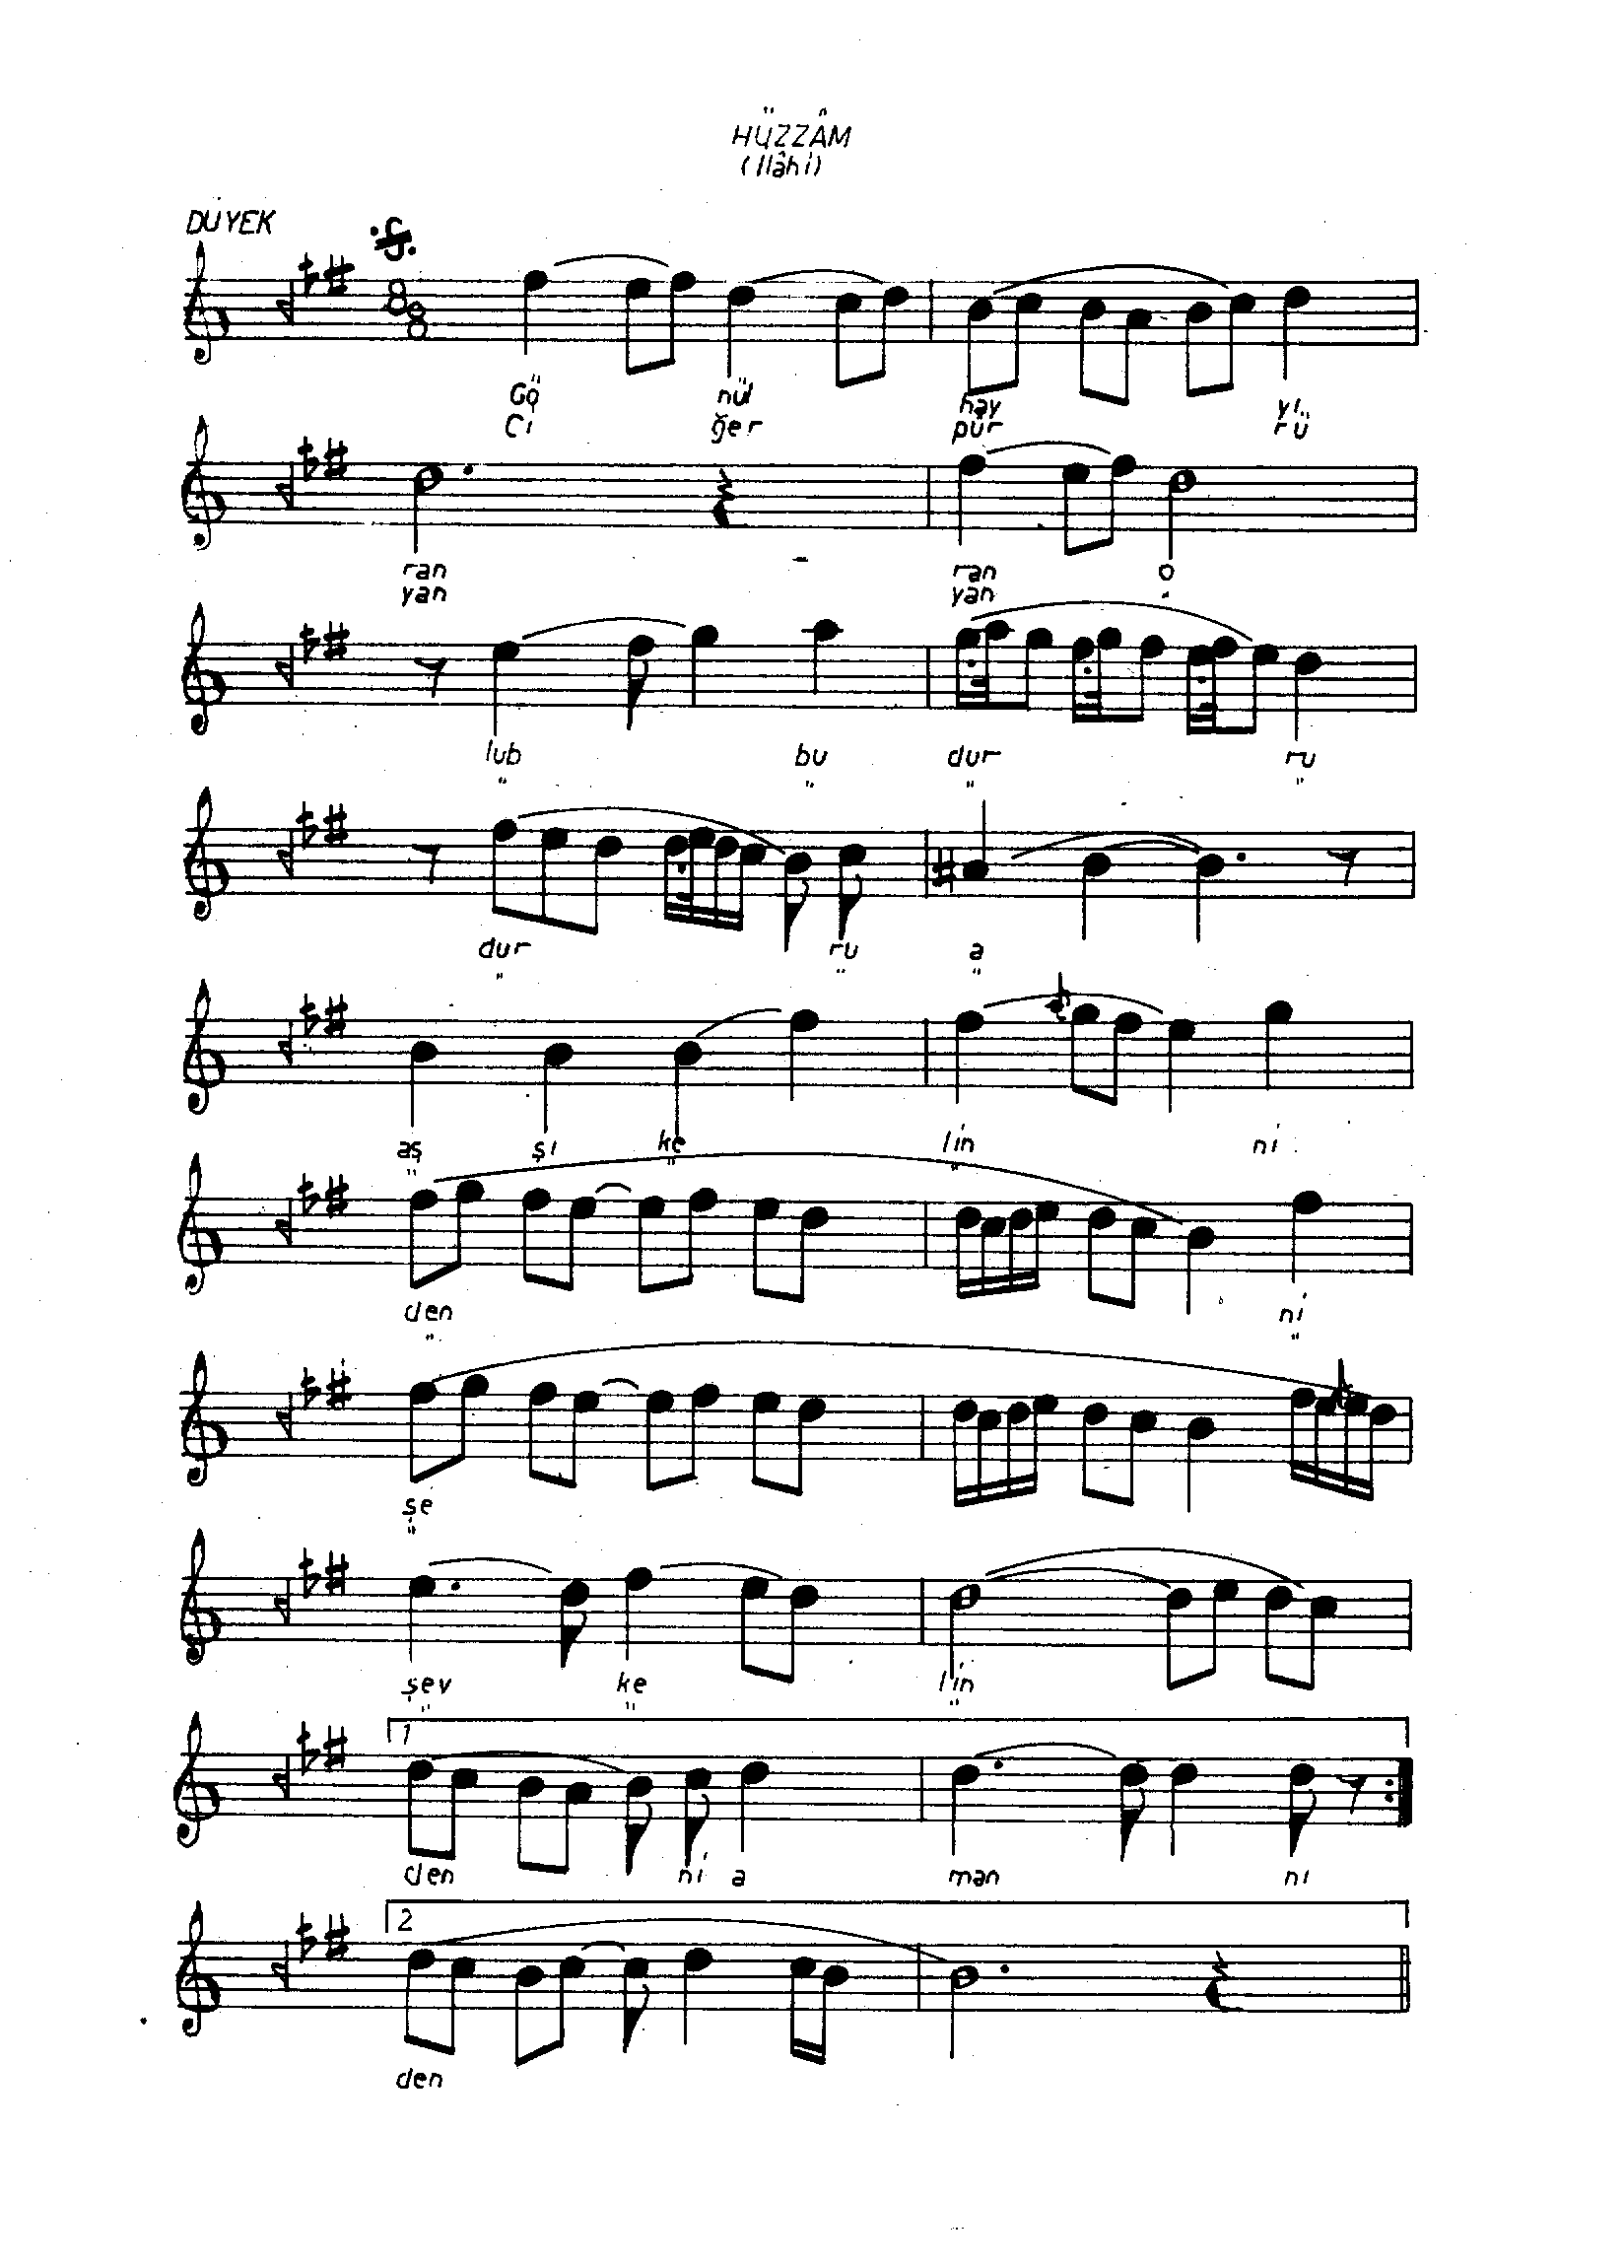 HÜZZÂM
(İlâhi)
DÜYEK
8 8
Gö nül hay yı
Ci ğer pür rü
ran ran o
yan yan "
lub bu dur ru
" " " "
dur ru a
" " "
aş şı ke lin ni
" " "
den ni
" "
şe
"
şev ke lin
" " "
1
den ni a man ni
2
den